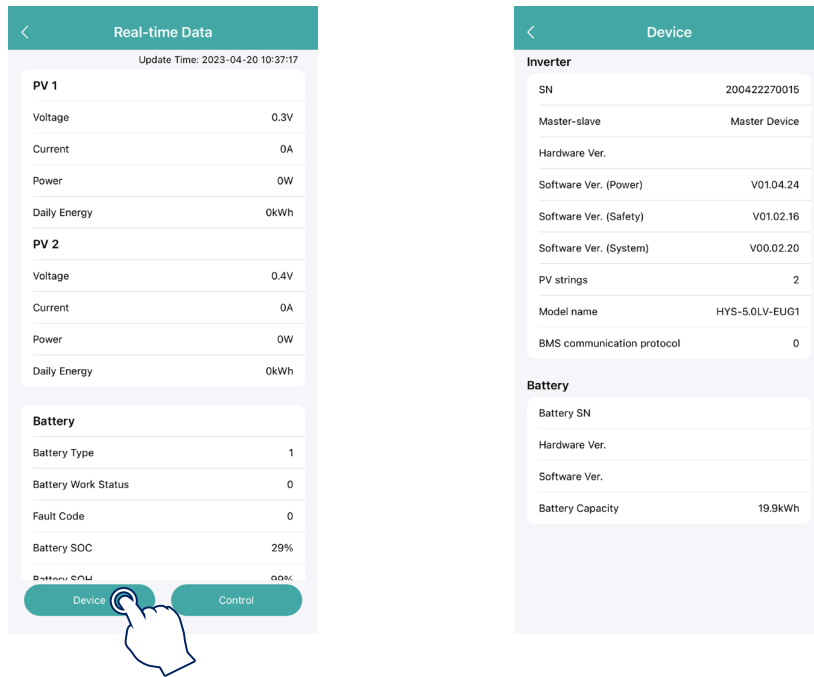 Real-time Data
Update Time: 2023-04-20 10:37:17
PV 1
Voltage 0.3V
Current 0A
Power 0W
Daily Energy 0kWh
PV 2
Voltage 0.4V
Current 0A
Power 0W
Daily Energy 0kWh
Battery
Battery Type 1
Battery Work Status 0
Fault Code 0
Battery SOC 29%
Battery SOH 99%
Device Control
Device
Inverter
SN 200422270015
Master-slave Master Device
Hardware Ver.
Software Ver. (Power) V01.04.24
Software Ver. (Safety) V01.02.16
Software Ver. (System) V00.02.20
PV strings 2
Model name HYS-5.0LV-EUG1
BMS communication protocol 0
Battery
Battery SN
Hardware Ver.
Software Ver.
Battery Capacity 19.9kWh